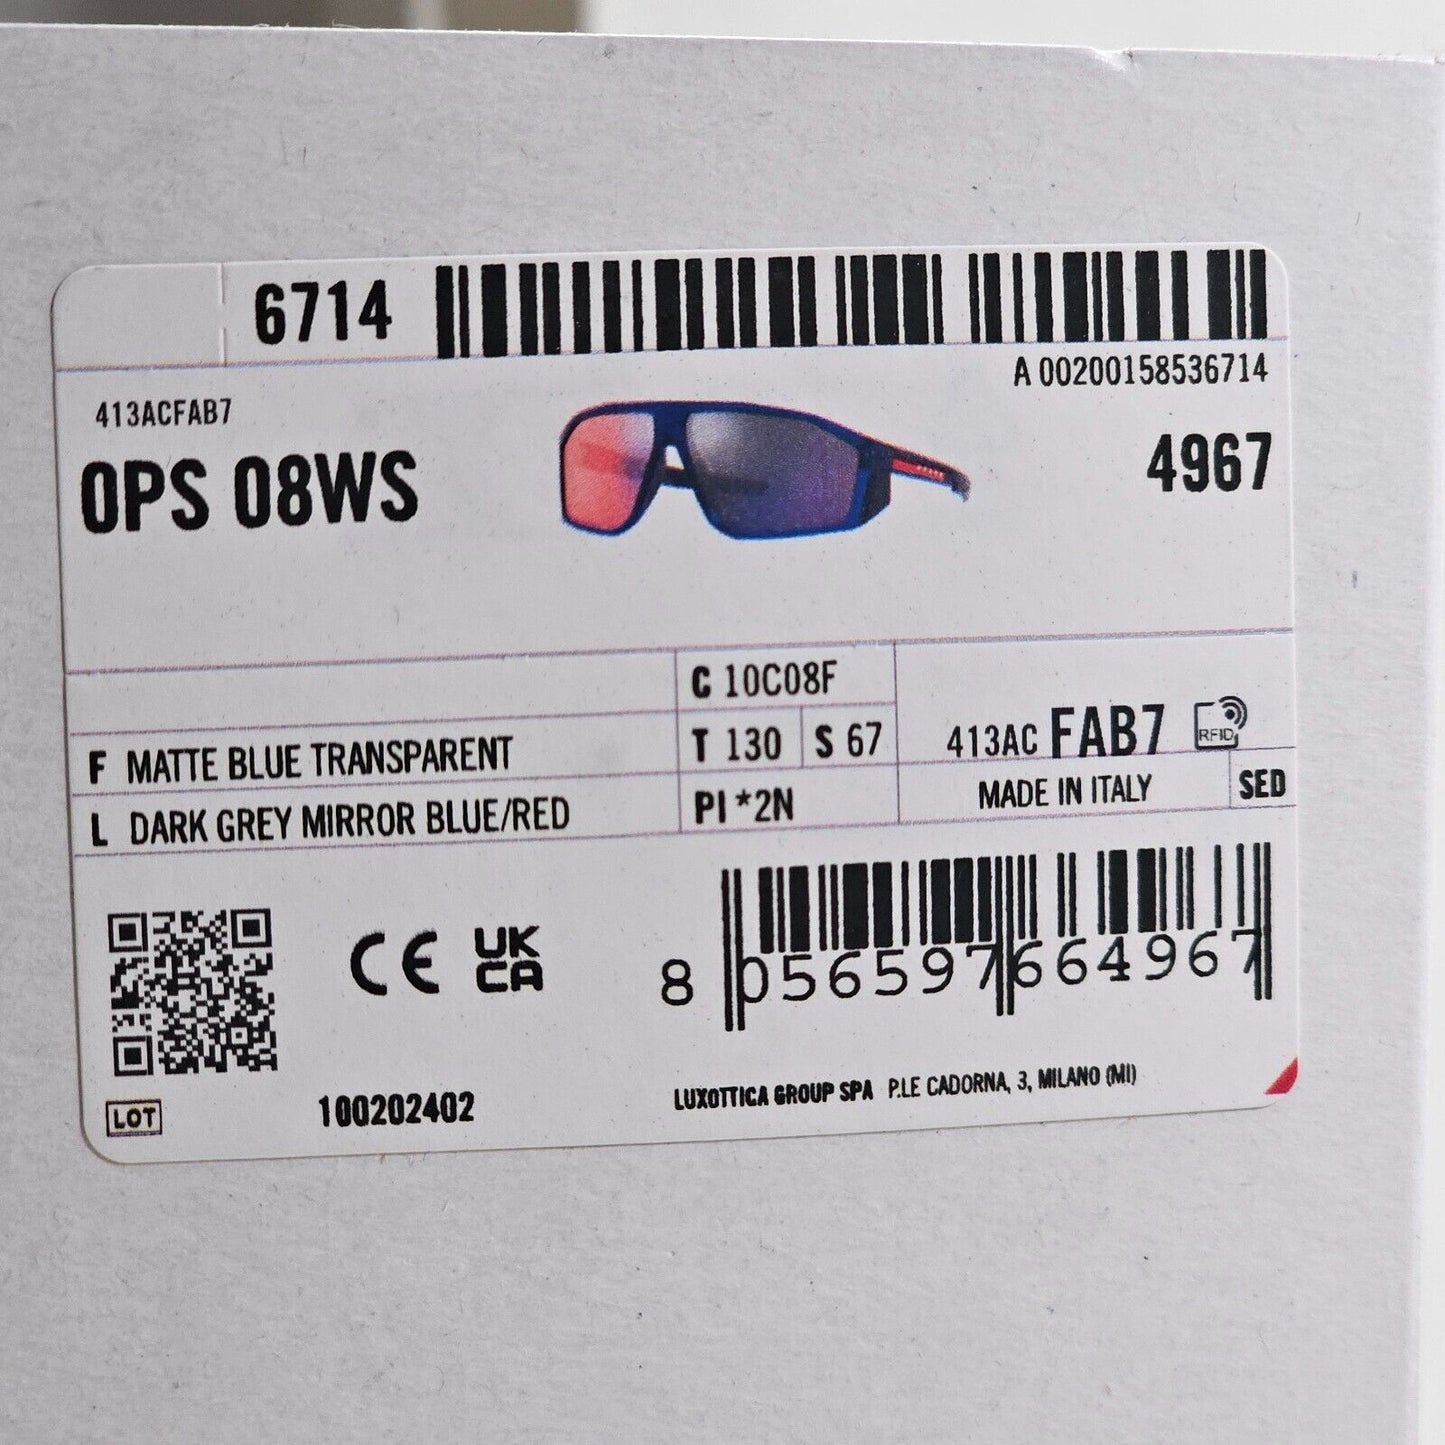 6714
A 00200158536714
413ACFAB7
0PS 08WS
4967
C 10C08F
F MATTE BLUE TRANSPARENT
T 130 S 67
413AC FAB7 RFID
L DARK GREY MIRROR BLUE/RED
PI *2N
MADE IN ITALY SED
CE UK CA
8 056597 664967
LOT 100202402
LUXOTTICA GROUP SPA P.LE CADORNA, 3, MILANO (MI)